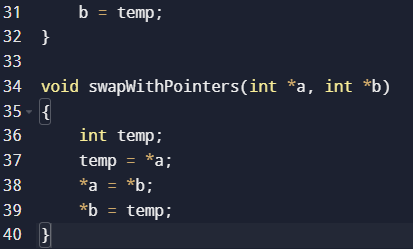 31     b = temp;
32 }
33
34 void swapWithPointers(int *a, int *b)
35 {
36     int temp;
37     temp = *a;
38     *a = *b;
39     *b = temp;
40 }